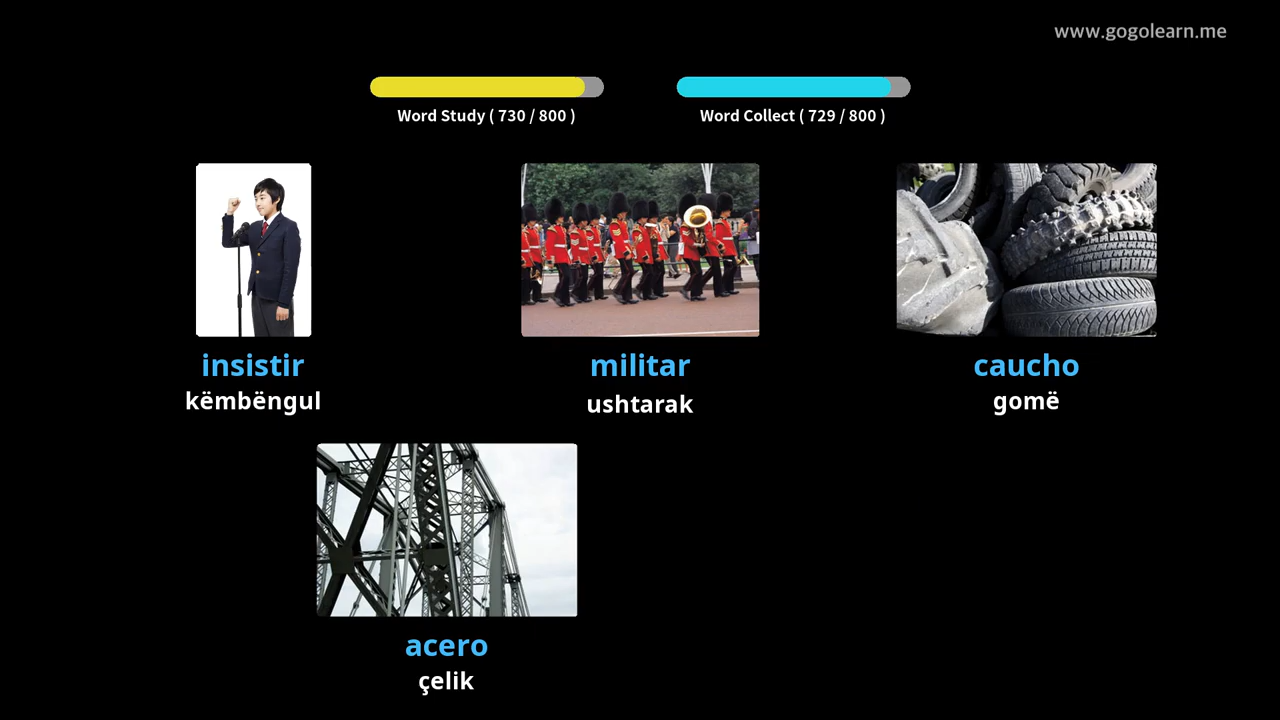 www.gogolearn.me
Word Study ( 730 / 800 )
Word Collect ( 729 / 800 )
insistir
këmbëngul
militar
ushtarak
caucho
gomë
acero
çelik